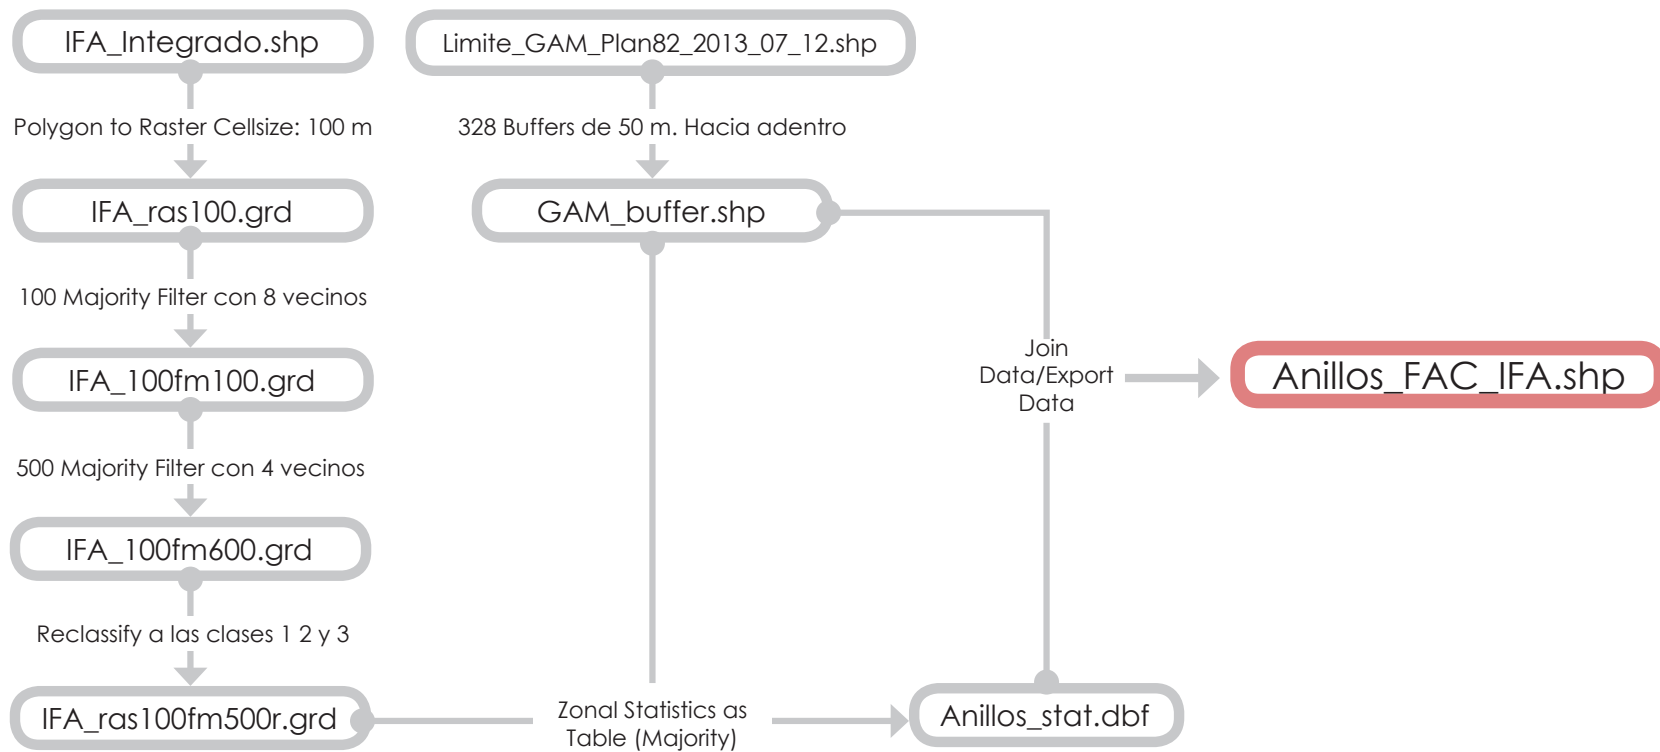 IFA_Integrado.shp
Limite_GAM_Plan82_2013_07_12.shp
Polygon to Raster Cellsize: 100 m
328 Buffers de 50 m. Hacia adentro
IFA_ras100.grd
GAM_buffer.shp
100 Majority Filter con 8 vecinos
IFA_100fm100.grd
Join
Data/Export
Data
Anillos_FAC_IFA.shp
500 Majority Filter con 4 vecinos
IFA_100fm600.grd
Reclassify a las clases 1 2 y 3
IFA_ras100fm500r.grd
Zonal Statistics as
Table (Majority)
Anillos_stat.dbf